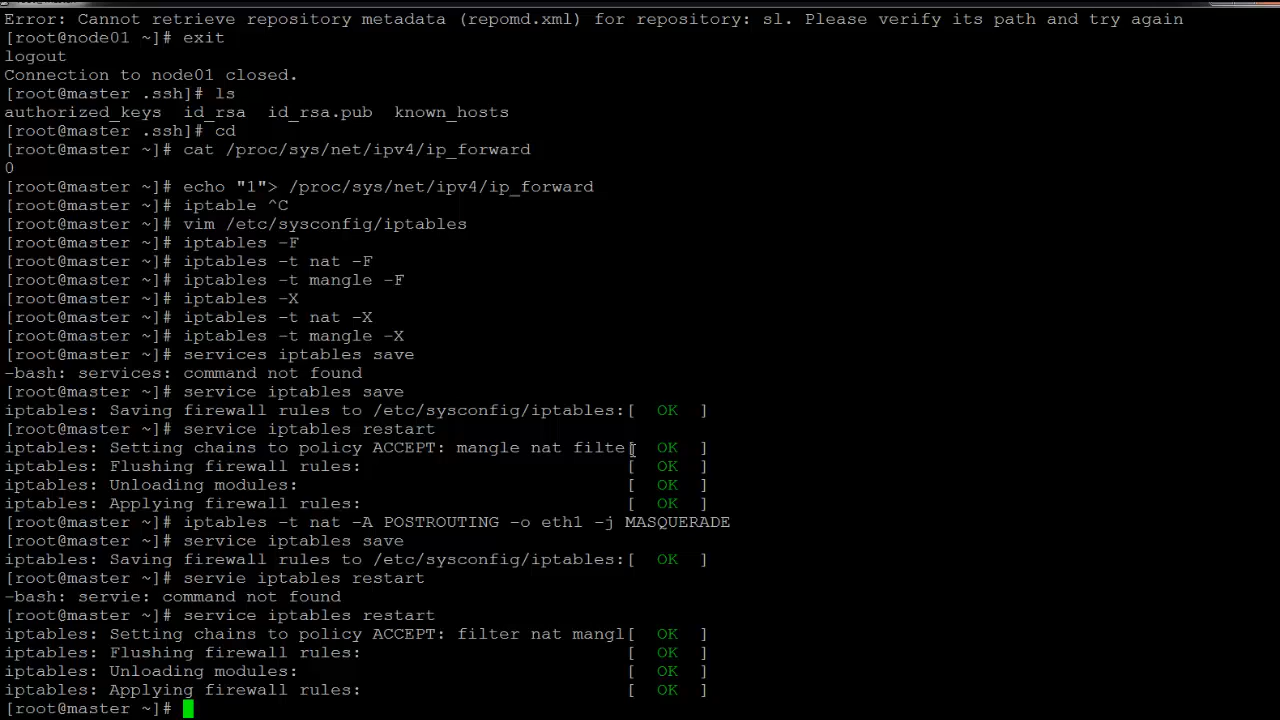 Error: Cannot retrieve repository metadata (repomd.xml) for repository: sl. Please verify its path and try again
[root@node01 ~]# exit
logout
Connection to node01 closed.
[root@master .ssh]# ls
authorized_keys  id_rsa  id_rsa.pub  known_hosts
[root@master .ssh]# cd
[root@master ~]# cat /proc/sys/net/ipv4/ip_forward
0
[root@master ~]# echo "1"> /proc/sys/net/ipv4/ip_forward
[root@master ~]# iptable ^C
[root@master ~]# vim /etc/sysconfig/iptables
[root@master ~]# iptables -F
[root@master ~]# iptables -t nat -F
[root@master ~]# iptables -t mangle -F
[root@master ~]# iptables -X
[root@master ~]# iptables -t nat -X
[root@master ~]# iptables -t mangle -X
[root@master ~]# services iptables save
-bash: services: command not found
[root@master ~]# service iptables save
iptables: Saving firewall rules to /etc/sysconfig/iptables:[  OK  ]
[root@master ~]# service iptables restart
iptables: Setting chains to policy ACCEPT: mangle nat filte[  OK  ]
iptables: Flushing firewall rules:                         [  OK  ]
iptables: Unloading modules:                               [  OK  ]
iptables: Applying firewall rules:                         [  OK  ]
[root@master ~]# iptables -t nat -A POSTROUTING -o eth1 -j MASQUERADE
[root@master ~]# service iptables save
iptables: Saving firewall rules to /etc/sysconfig/iptables:[  OK  ]
[root@master ~]# servie iptables restart
-bash: servie: command not found
[root@master ~]# service iptables restart
iptables: Setting chains to policy ACCEPT: filter nat mangl[  OK  ]
iptables: Flushing firewall rules:                         [  OK  ]
iptables: Unloading modules:                               [  OK  ]
iptables: Applying firewall rules:                         [  OK  ]
[root@master ~]#